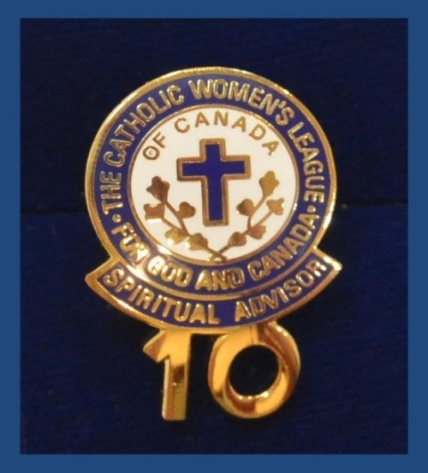 • THE CATHOLIC WOMEN'S LEAGUE •
OF CANADA
FOR GOD AND CANADA
SPIRITUAL ADVISOR
10